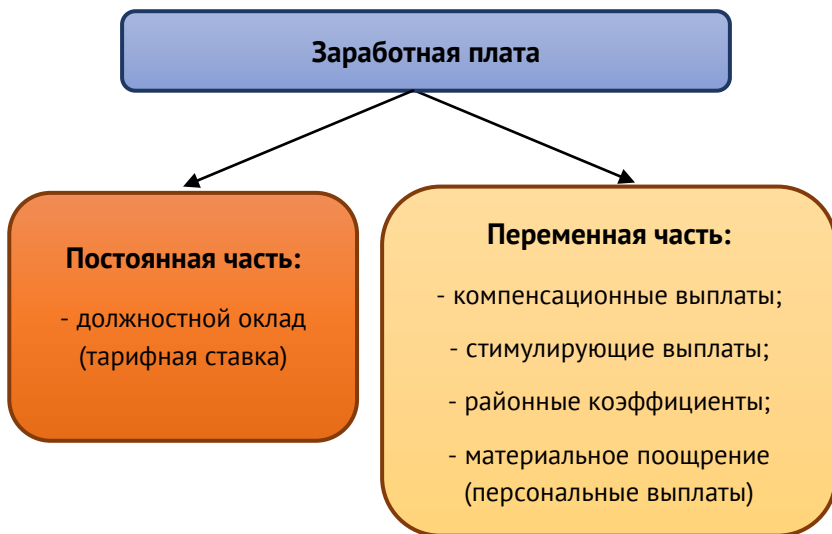 Заработная плата
Постоянная часть:
- должностной оклад
(тарифная ставка)
Переменная часть:
- компенсационные выплаты;
- стимулирующие выплаты;
- районные коэффициенты;
- материальное поощрение
(персональные выплаты)